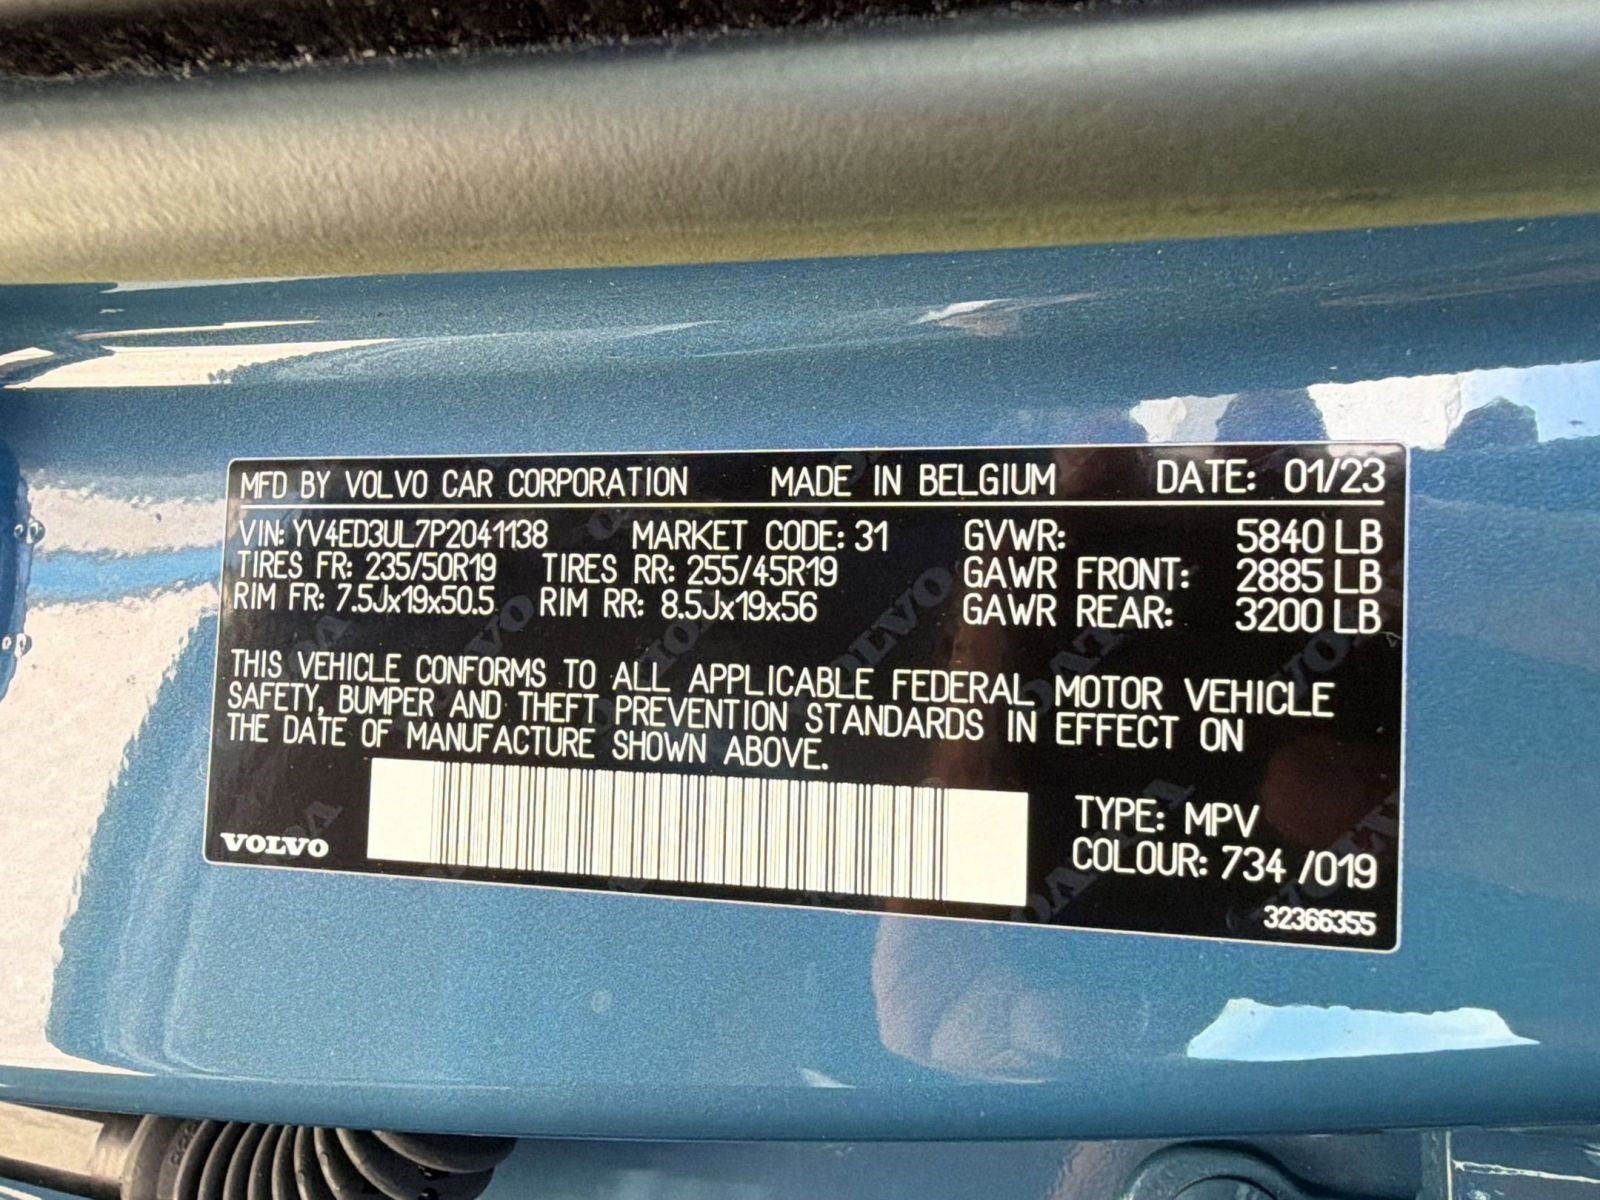 MFD BY VOLVO CAR CORPORATION MADE IN BELGIUM DATE: 01/23
VIN: YV4ED3UL7P2041138 MARKET CODE: 31 GVWR: 5840 LB
TIRES FR: 235/50R19 TIRES RR: 255/45R19 GAWR FRONT: 2885 LB
RIM FR: 7.5Jx19x50.5 RIM RR: 8.5Jx19x56 GAWR REAR: 3200 LB
THIS VEHICLE CONFORMS TO ALL APPLICABLE FEDERAL MOTOR VEHICLE
SAFETY, BUMPER AND THEFT PREVENTION STANDARDS IN EFFECT ON
THE DATE OF MANUFACTURE SHOWN ABOVE.
TYPE: MPV
VOLVO COLOUR: 734 /019
32366355